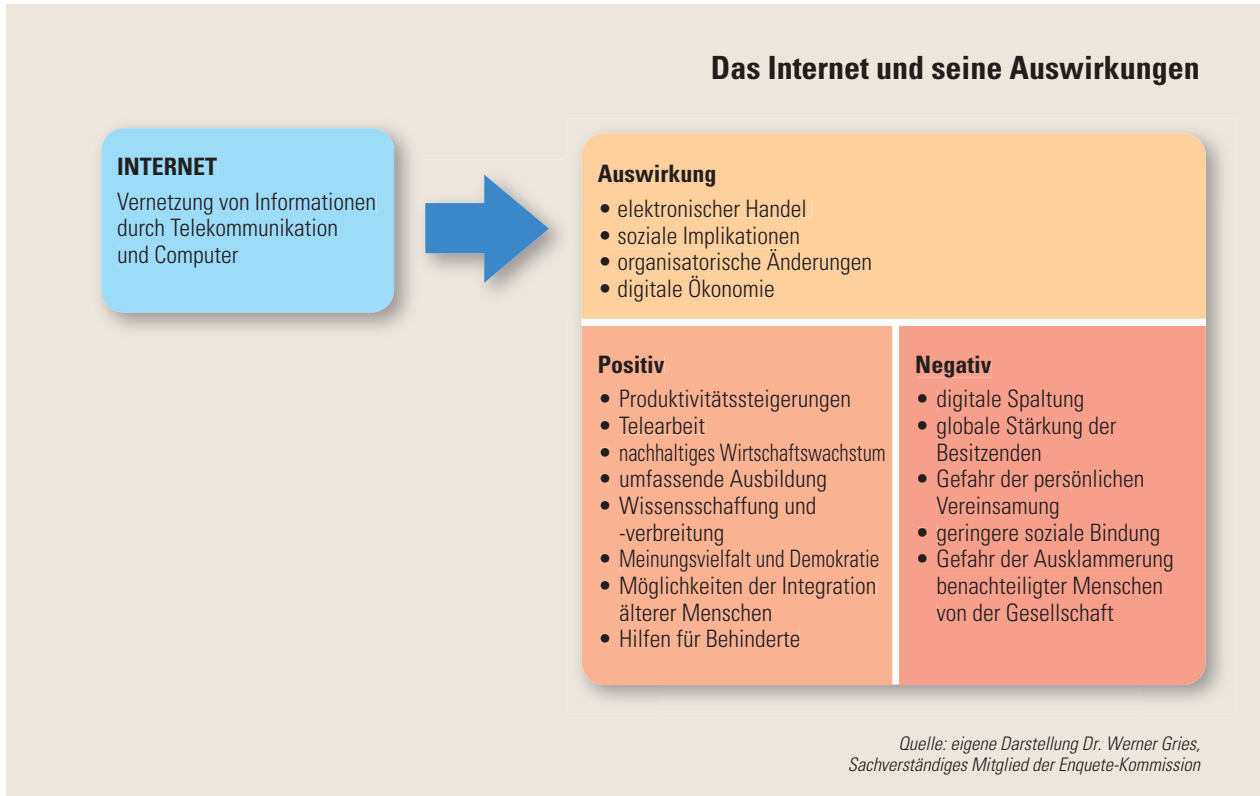 Das Internet und seine Auswirkungen
INTERNET
Vernetzung von Informationen
durch Telekommunikation
und Computer
Auswirkung
• elektronischer Handel
• soziale Implikationen
• organisatorische Änderungen
• digitale Ökonomie
Positiv
• Produktivitätssteigerungen
• Telearbeit
• nachhaltiges Wirtschaftswachstum
• umfassende Ausbildung
• Wissensschaffung und
-verbreitung
• Meinungsvielfalt und Demokratie
• Möglichkeiten der Integration
älterer Menschen
• Hilfen für Behinderte
Negativ
• digitale Spaltung
• globale Stärkung der
Besitzenden
• Gefahr der persönlichen
Vereinsamung
• geringere soziale Bindung
• Gefahr der Ausklammerung
benachteiligter Menschen
von der Gesellschaft
Quelle: eigene Darstellung Dr. Werner Gries,
Sachverständiges Mitglied der Enquete-Kommission